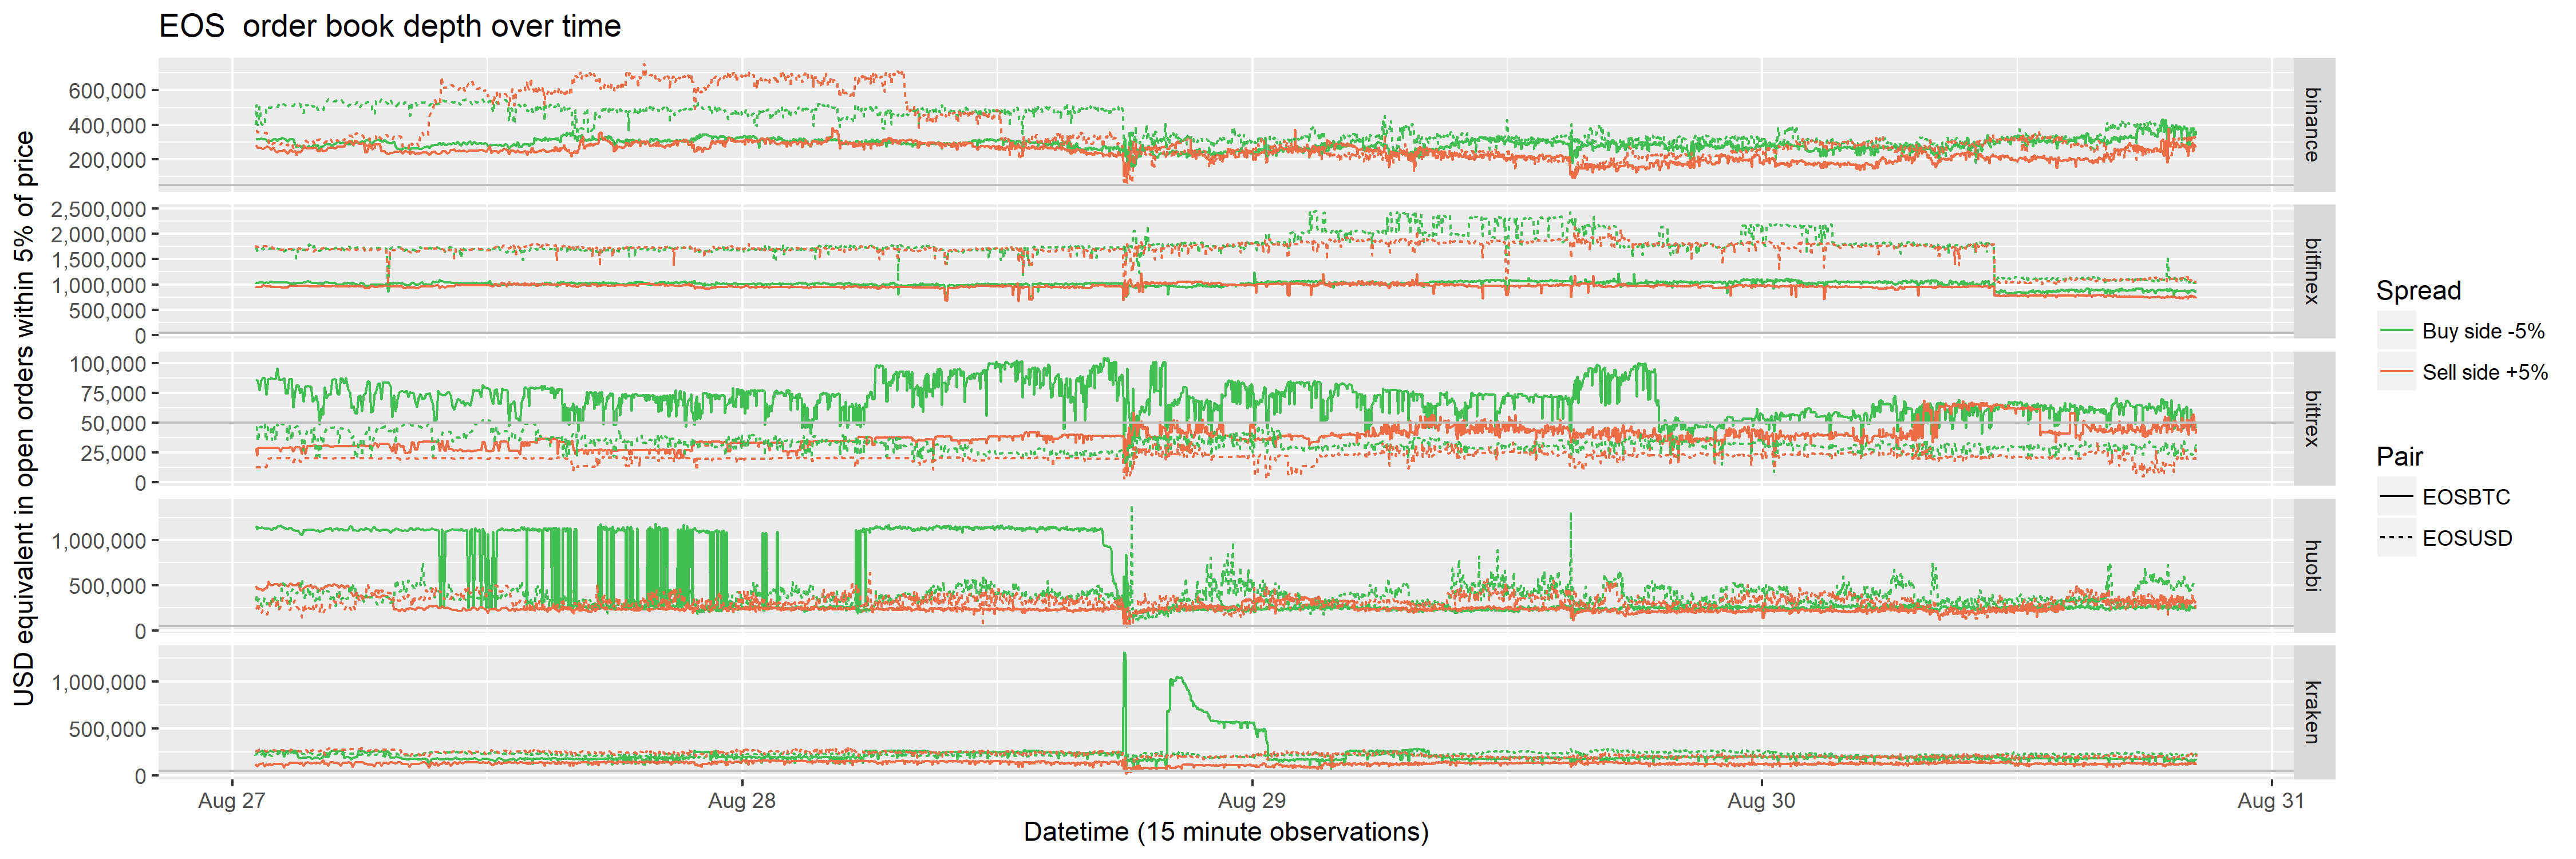 EOS  order book depth over time
USD equivalent in open orders within 5% of price
600,000
400,000
200,000
binance
2,500,000
2,000,000
1,500,000
1,000,000
500,000
0
bitfinex
100,000
75,000
50,000
25,000
0
bittrex
1,000,000
500,000
0
huobi
1,000,000
500,000
0
kraken
Aug 27
Aug 28
Aug 29
Aug 30
Aug 31
Datetime (15 minute observations)
Spread
Buy side -5%
Sell side +5%
Pair
EOSBTC
EOSUSD